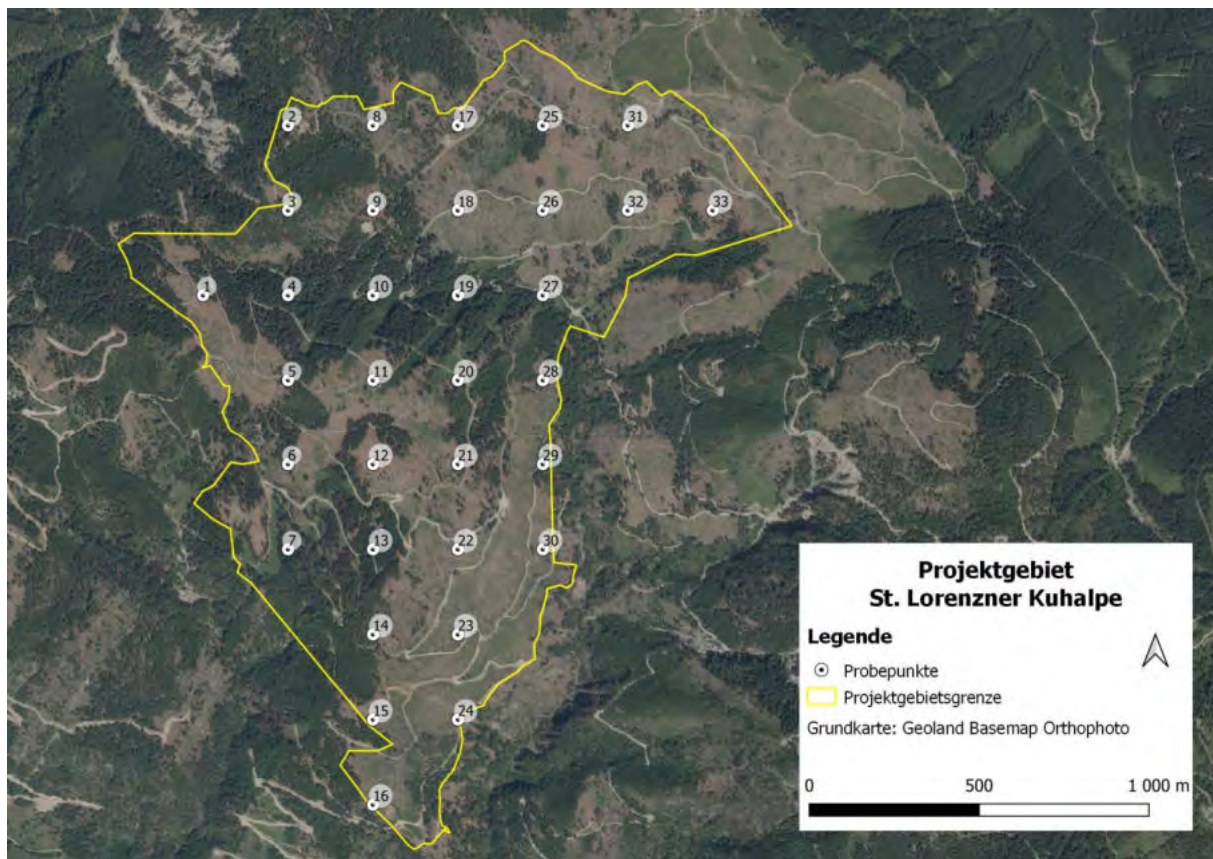 2 8 17 25 31
3 9 18 26 32 33
1 4 10 19 27
5 11 20 28
6 12 21 29
7 13 22 30
14 23
15 24
16
Projektgebiet
St. Lorenzner Kuhalpe
Legende
Probepunkte
Projektgebietsgrenze
Grundkarte: Geoland Basemap Orthophoto
0 500 1 000 m